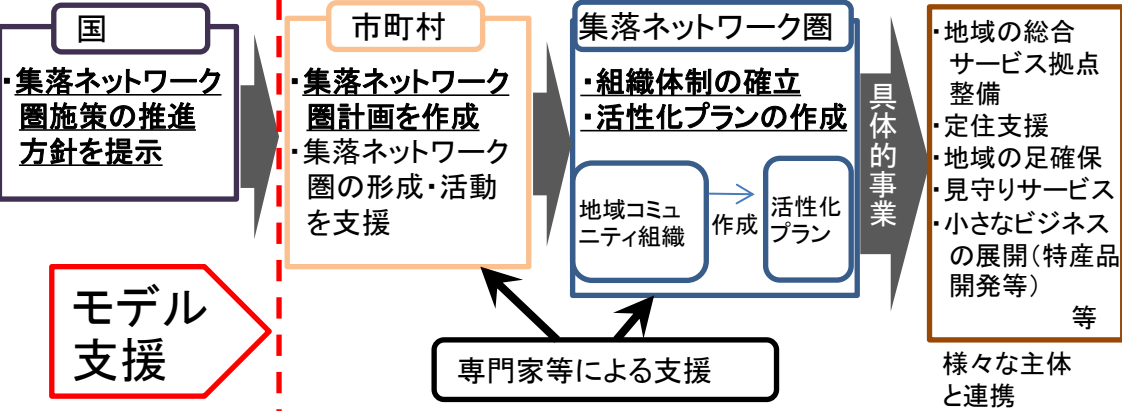 国
・集落ネットワーク
圏施策の推進
方針を提示
市町村
・集落ネットワーク
圏計画を作成
・集落ネットワーク
圏の形成・活動
を支援
集落ネットワーク圏
・組織体制の確立
・活性化プランの作成
地域コミュ
ニティ組織
作成
活性化
プラン
具体的事業
・地域の総合
サービス拠点
整備
・定住支援
・地域の足確保
・見守りサービス
・小さなビジネス
の展開(特産品
開発等)
等
様々な主体
と連携
モデル
支援
専門家等による支援